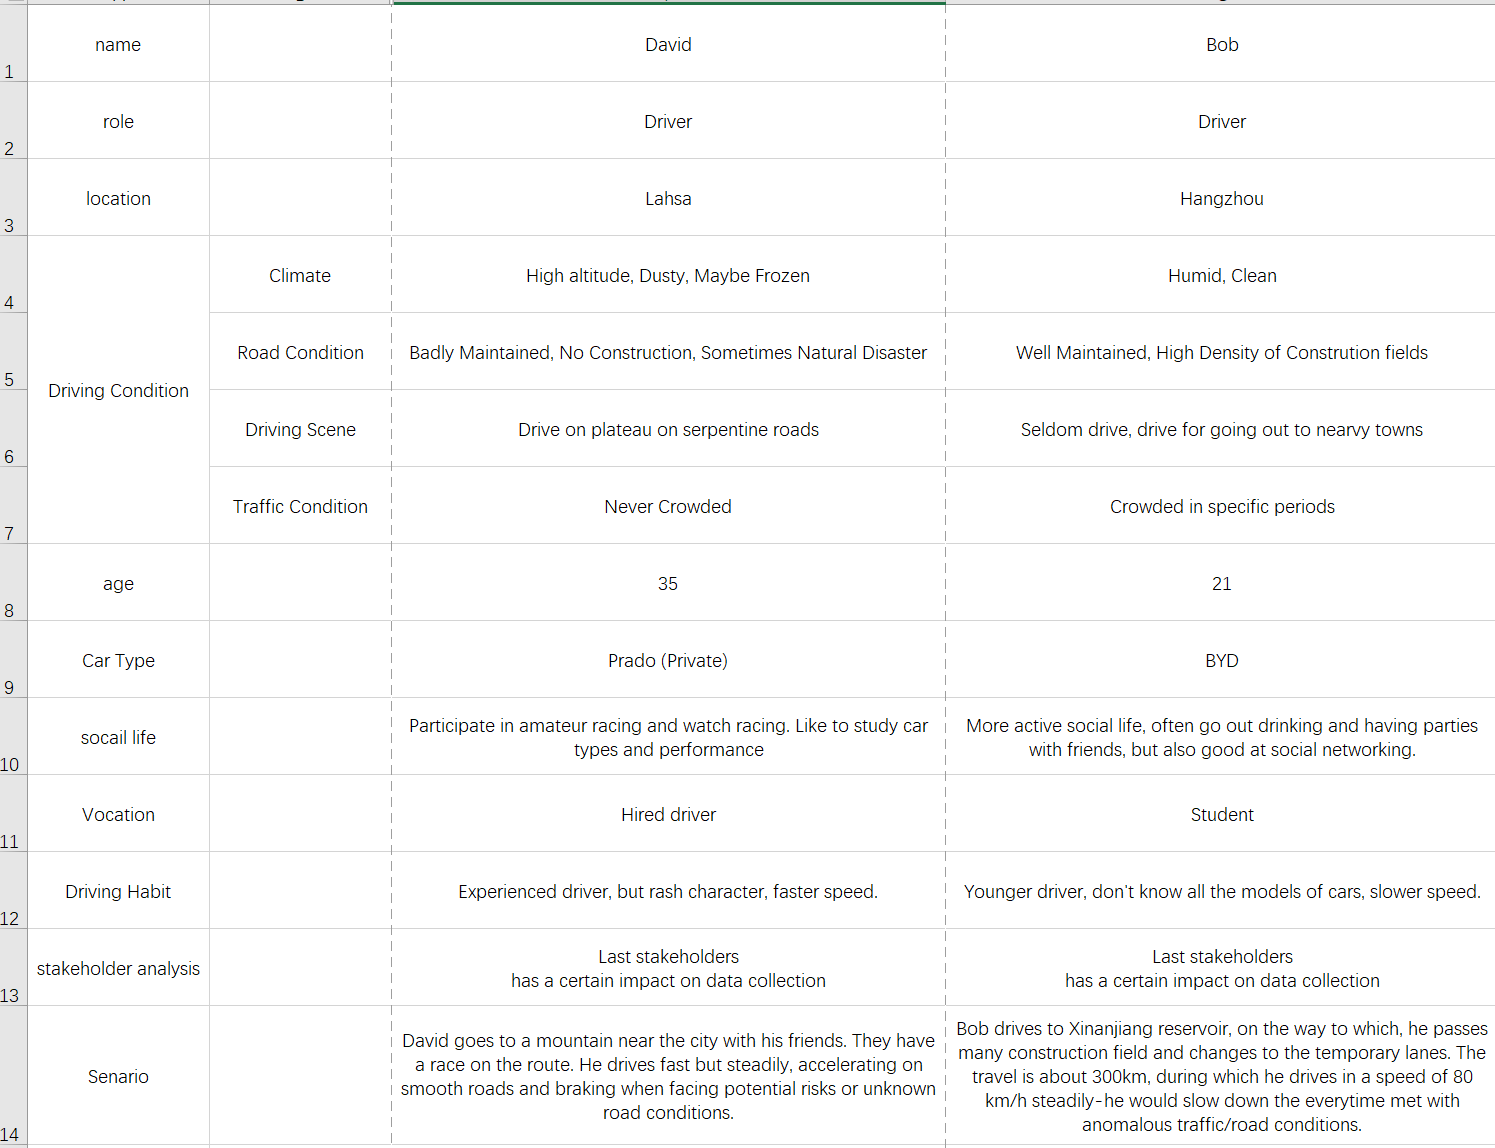 name David Bob
1
role Driver Driver
2
location Lahsa Hangzhou
3
Climate High altitude, Dusty, Maybe Frozen Humid, Clean
4
Road Condition Badly Maintained, No Construction, Sometimes Natural Disaster Well Maintained, High Density of Constrution fields
5
Driving Condition
Driving Scene Drive on plateau on serpentine roads Seldom drive, drive for going out to nearvy towns
6
Traffic Condition Never Crowded Crowded in specific periods
7
age 35 21
8
Car Type Prado (Private) BYD
9
socail life
Participate in amateur racing and watch racing. Like to study car
types and performance
More active social life, often go out drinking and having parties
with friends, but also good at social networking.
10
Vocation Hired driver Student
11
Driving Habit Experienced driver, but rash character, faster speed. Younger driver, don't know all the models of cars, slower speed.
12
stakeholder analysis
Last stakeholders
has a certain impact on data collection
Last stakeholders
has a certain impact on data collection
13
Senario
David goes to a mountain near the city with his friends. They have
a race on the route. He drives fast but steadily, accelerating on
smooth roads and braking when facing potential risks or unknown
road conditions.
Bob drives to Xinanjiang reservoir, on the way to which, he passes
many construction field and changes to the temporary lanes. The
travel is about 300km, during which he drives in a speed of 80
km/h steadily-he would slow down the everytime met with
anomalous traffic/road conditions.
14